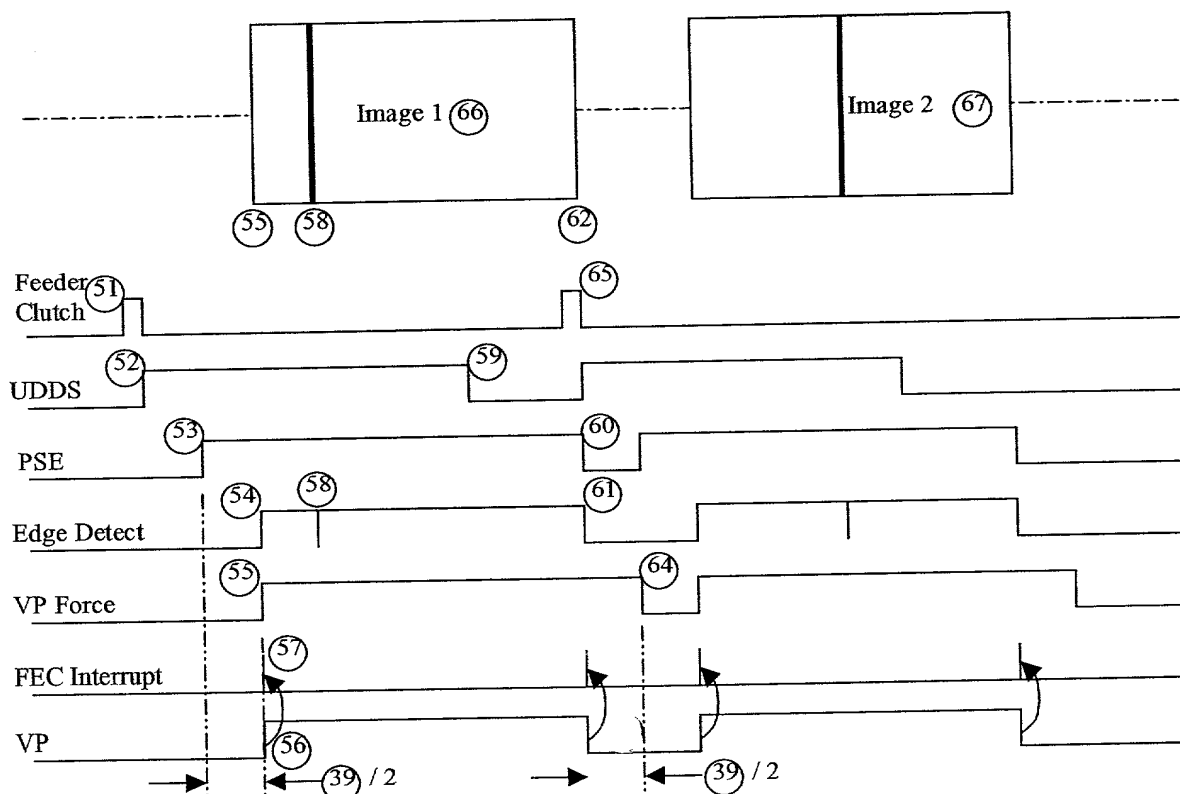 Image 1 66
Image 2 67
55 58 62
Feeder Clutch 51 65
UDDS 52 59
PSE 53 60
Edge Detect 54 58 61
VP Force 55 64
FEC Interrupt 57
VP 56
39 / 2 39 / 2